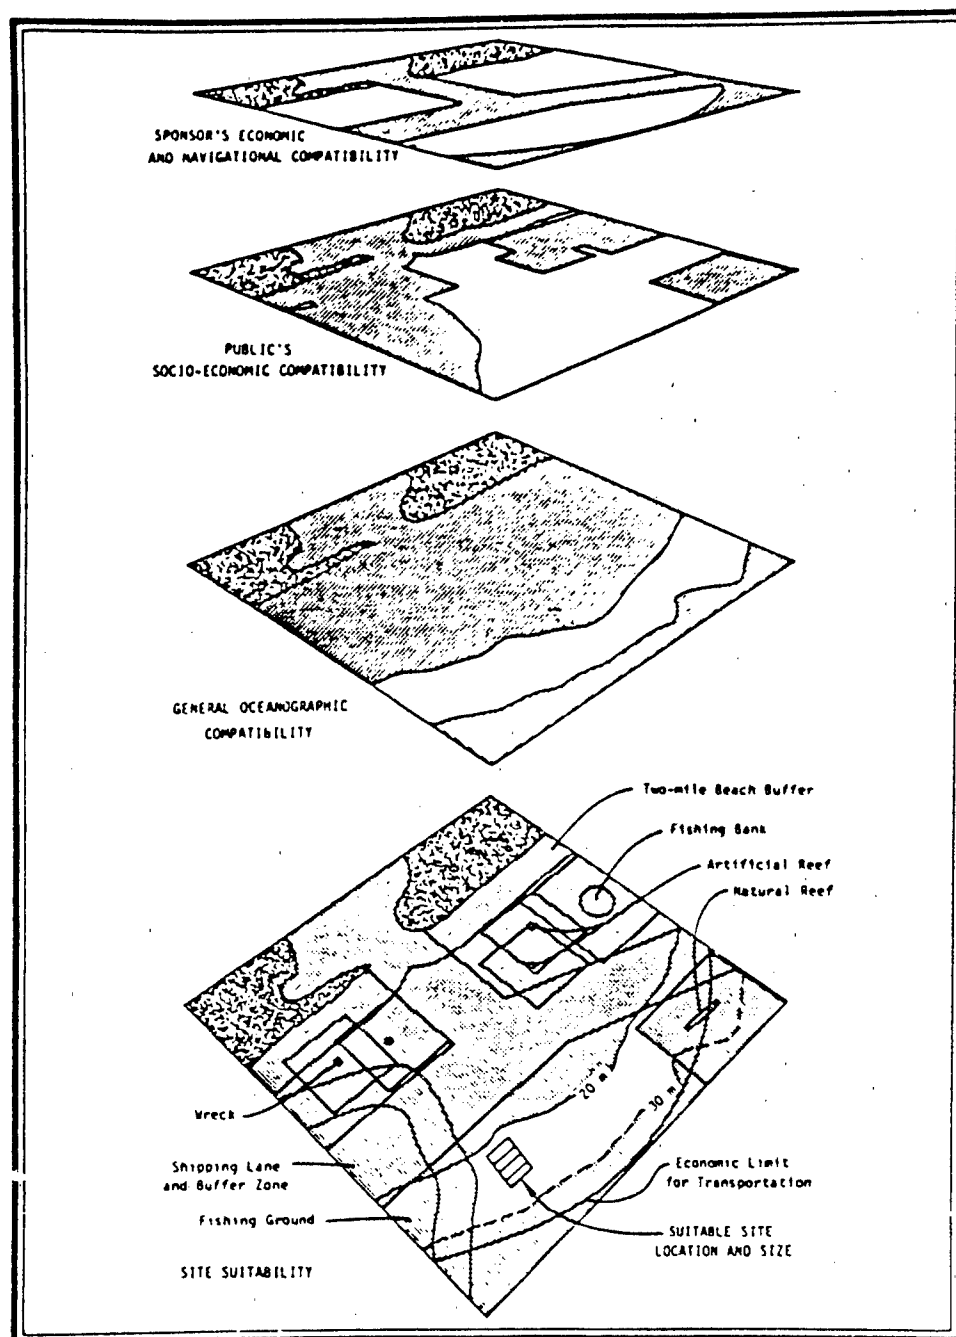 SPONSOR'S ECONOMIC
AND NAVIGATIONAL COMPATIBILITY
PUBLIC'S
SOCIO-ECONOMIC COMPATIBILITY
GENERAL OCEANOGRAPHIC
COMPATIBILITY
Two-mile Beach Buffer
Fishing Bank
Artificial Reef
Natural Reef
20 m
30 m
Wreck
Shipping Lane
and Buffer Zone
Fishing Ground
Economic Limit
for Transportation
SUITABLE SITE
LOCATION AND SIZE
SITE SUITABILITY